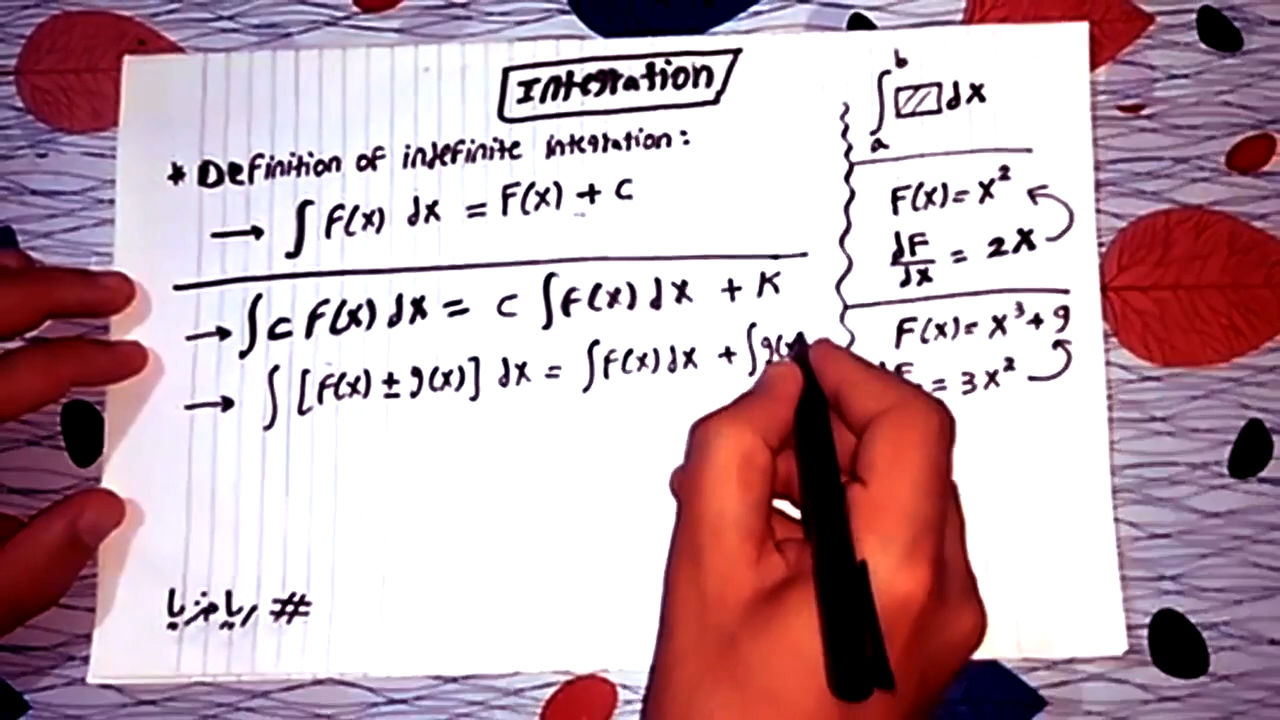 Integration
* Definition of indefinite integration:
→ ∫ F(x) dx = F(x) + C
→ ∫ C F(x) dx = C ∫ F(x) dx + K
→ ∫ [F(x) ± g(x)] dx = ∫ F(x) dx + ∫ g(x
∫ₐᵇ dx
F(x) = x²
dF/dx = 2x
F(x) = x³ + 9
= 3x²
#